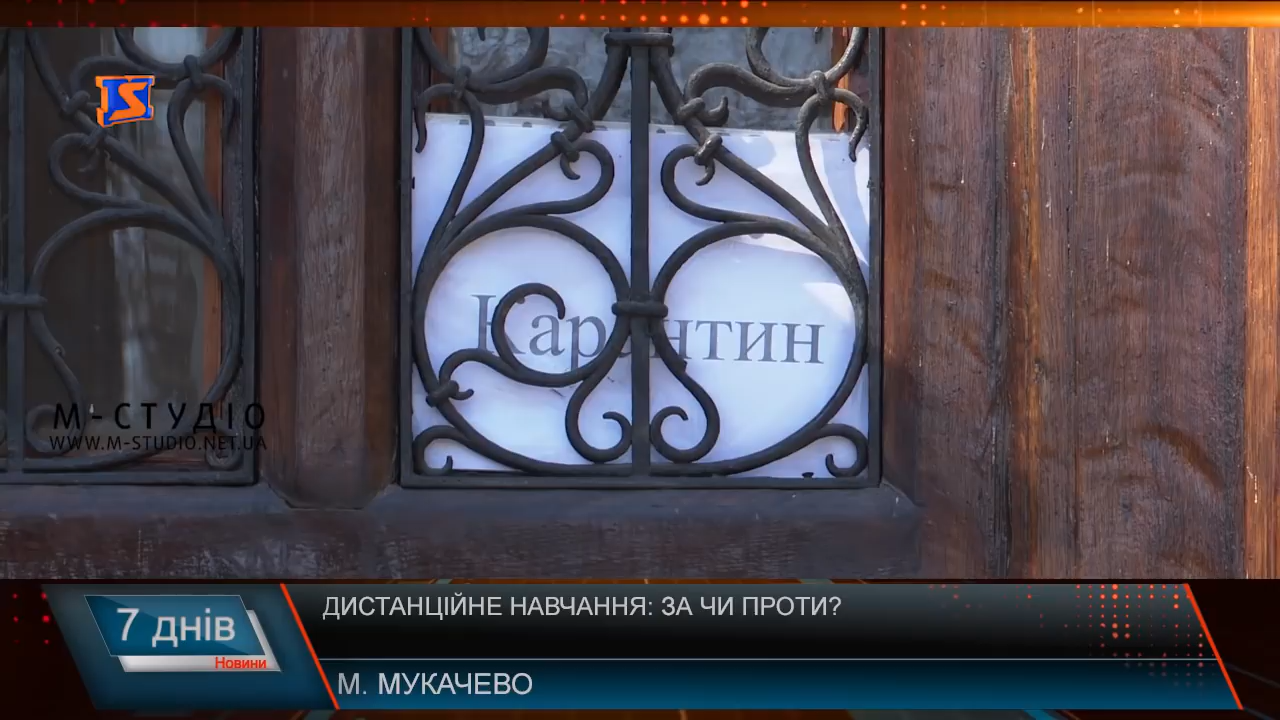 Карантин
М-СТУДІО
WWW.M-STUDIO.NET.UA
7 днів
Новини
ДИСТАНЦІЙНЕ НАВЧАННЯ: ЗА ЧИ ПРОТИ?
М. МУКАЧЕВО